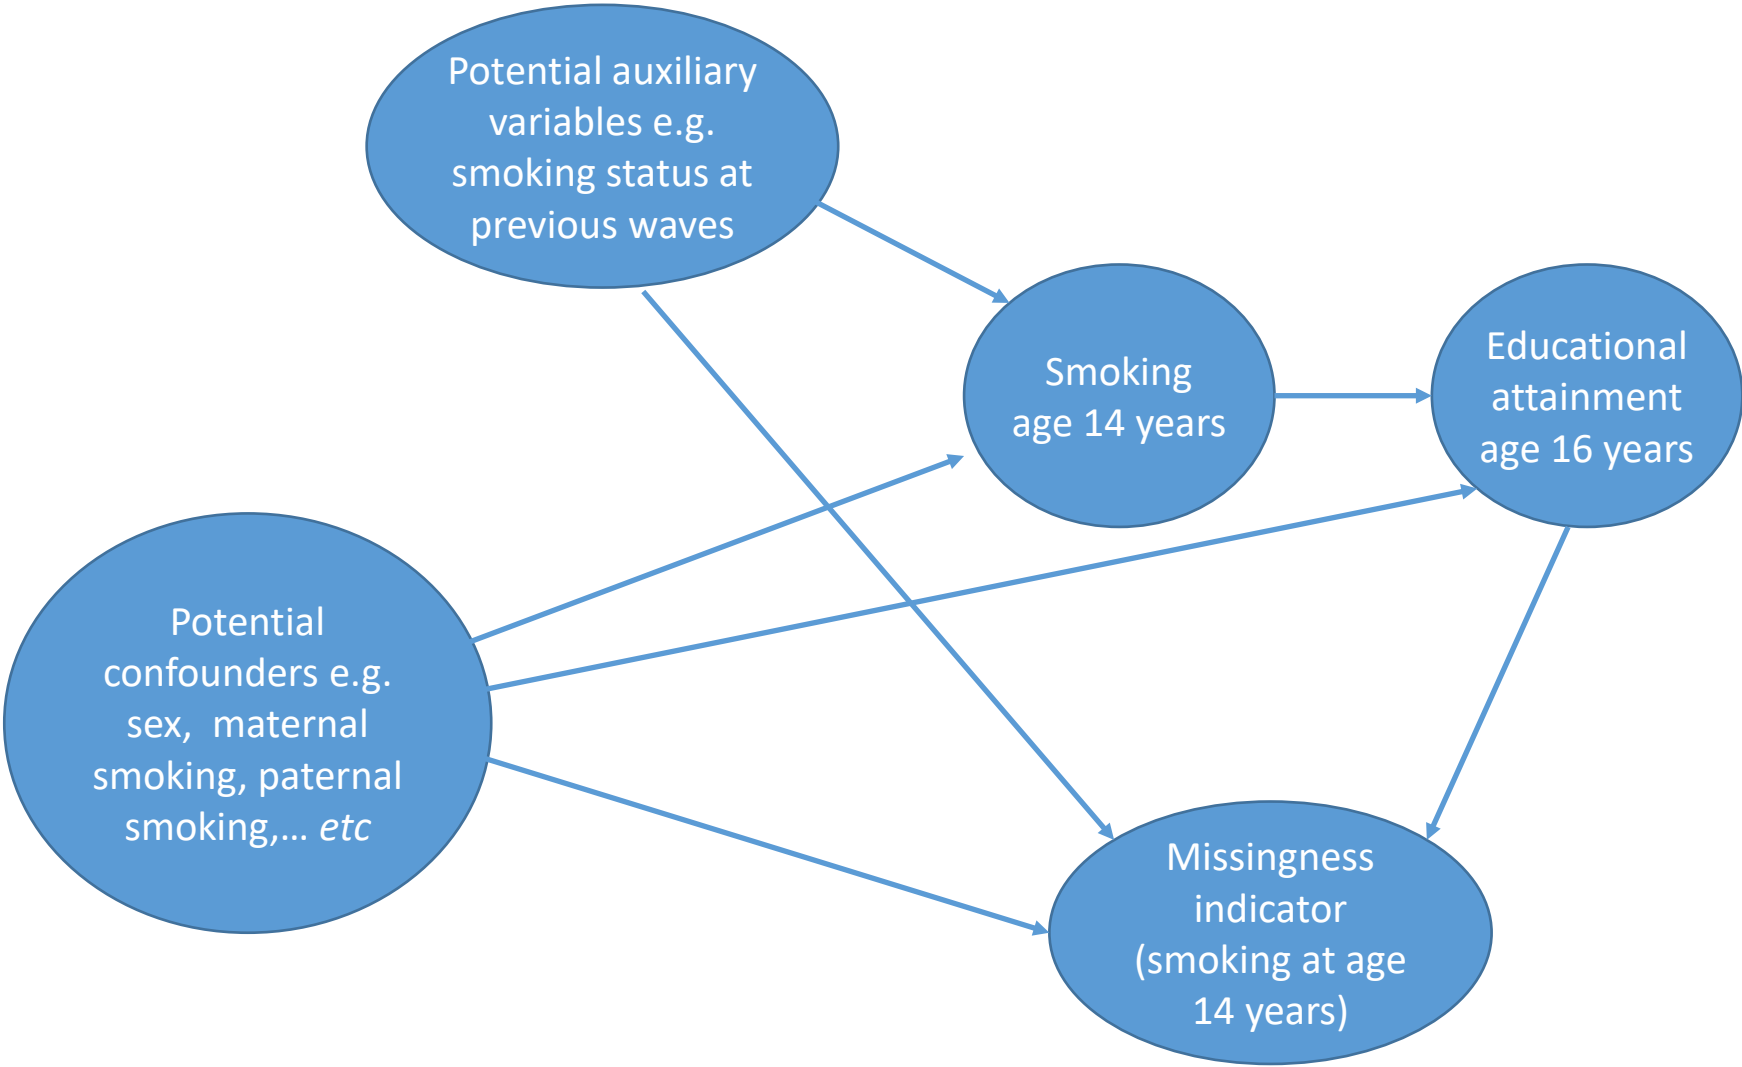 Potential auxiliary
variables e.g.
smoking status at
previous waves
Smoking
age 14 years
Educational
attainment
age 16 years
Potential
confounders e.g.
sex, maternal
smoking, paternal
smoking,... etc
Missingness
indicator
(smoking at age
14 years)